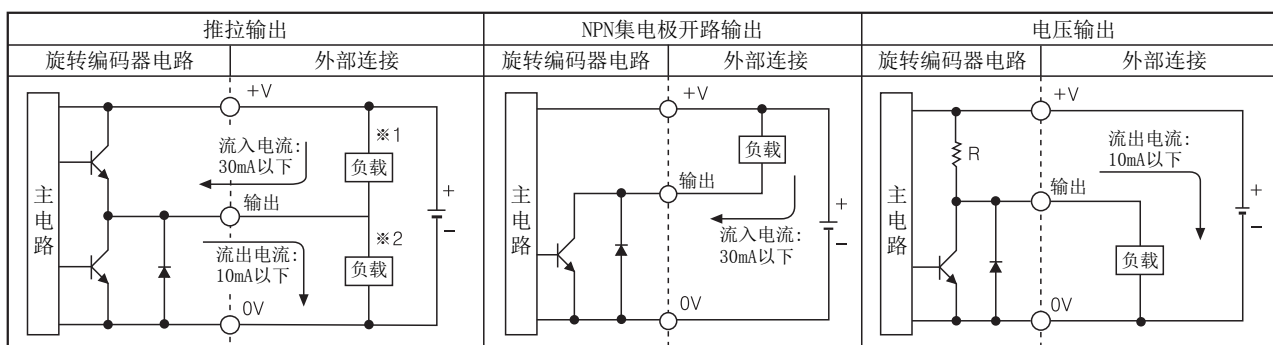 推拉输出
旋转编码器电路 外部连接
主电路
+V
※1
流入电流:
30mA以下
负载
输出
※2
流出电流:
10mA以下
负载
+
−
0V
NPN集电极开路输出
旋转编码器电路 外部连接
主电路
+V
负载
输出
流入电流:
30mA以下
+
−
0V
电压输出
旋转编码器电路 外部连接
主电路
+V
R
流出电流:
10mA以下
输出
负载
+
−
0V